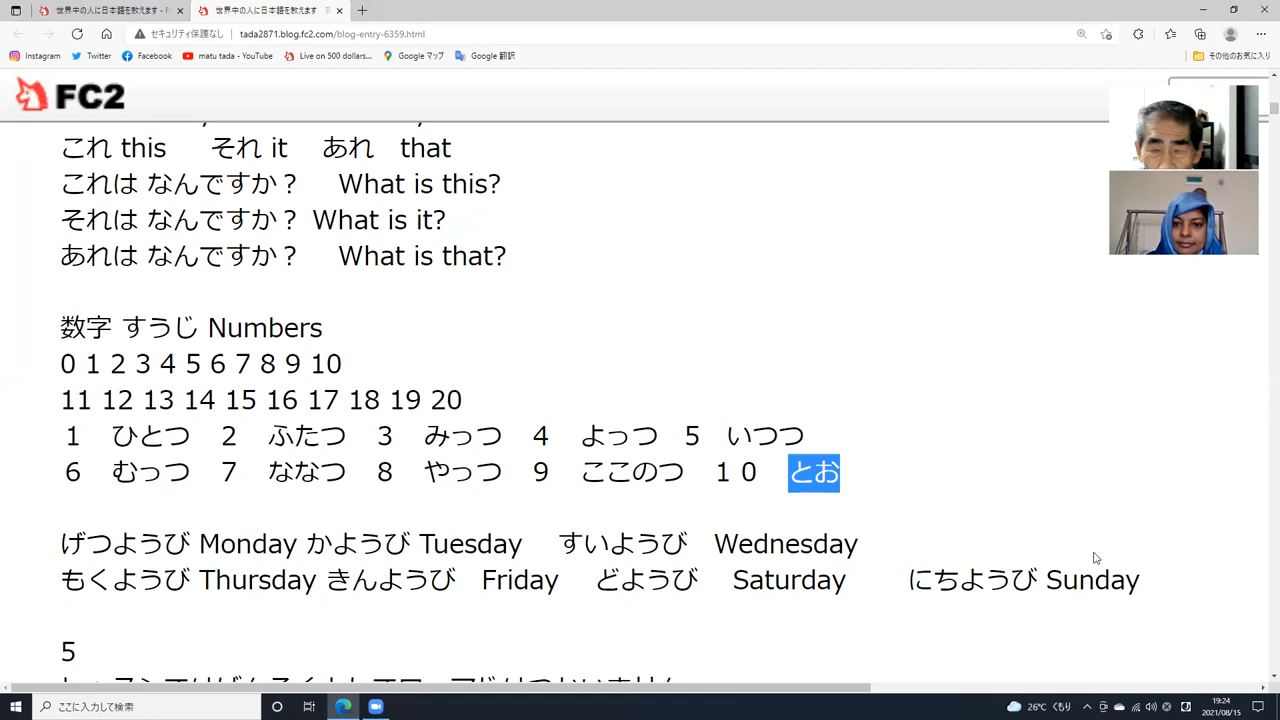 世界中の人に日本語を教えます - F
世界中の人に日本語を教えます
セキュリティ保護なし
tada2871.blog.fc2.com/blog-entry-6359.html
Instagram
Twitter
Facebook
matu tada - YouTube
Live on 500 dollars...
Google マップ
Google 翻訳
その他のお気に入り
FC2
これ this それ it あれ that
これは なんですか？ What is this?
それは なんですか？ What is it?
あれは なんですか？ What is that?
数字 すうじ Numbers
0 1 2 3 4 5 6 7 8 9 10
11 12 13 14 15 16 17 18 19 20
1 ひとつ 2 ふたつ 3 みっつ 4 よっつ 5 いつつ
6 むっつ 7 ななつ 8 やっつ 9 ここのつ １０ とお
げつようび Monday かようび Tuesday すいようび Wednesday
もくようび Thursday きんようび Friday どようび Saturday にちようび Sunday
5
ここに入力して検索
26℃ くもり
19:24
2021/08/15